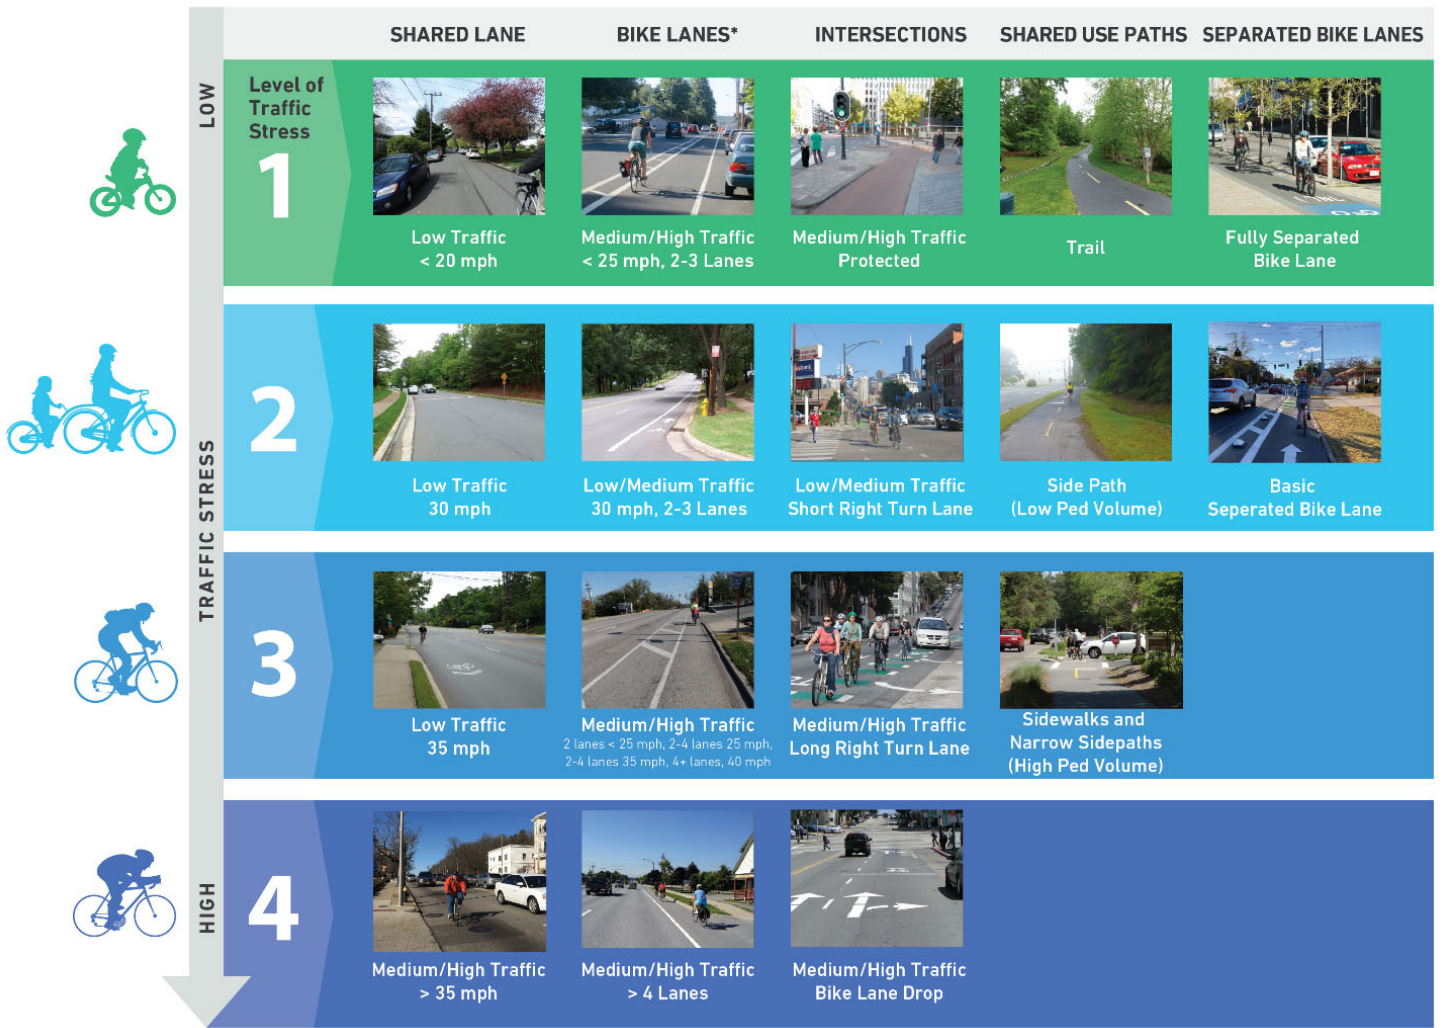 SHARED LANE
BIKE LANES*
INTERSECTIONS
SHARED USE PATHS
SEPARATED BIKE LANES
LOW
TRAFFIC STRESS
HIGH
Level of
Traffic
Stress
1
Low Traffic
< 20 mph
Medium/High Traffic
< 25 mph, 2-3 Lanes
Medium/High Traffic
Protected
Trail
Fully Separated
Bike Lane
2
Low Traffic
30 mph
Low/Medium Traffic
30 mph, 2-3 Lanes
Low/Medium Traffic
Short Right Turn Lane
Side Path
(Low Ped Volume)
Basic
Seperated Bike Lane
3
Low Traffic
35 mph
Medium/High Traffic
2 lanes < 25 mph, 2-4 lanes 25 mph,
2-4 lanes 35 mph, 4+ lanes, 40 mph
Medium/High Traffic
Long Right Turn Lane
Sidewalks and
Narrow Sidepaths
(High Ped Volume)
4
Medium/High Traffic
> 35 mph
Medium/High Traffic
> 4 Lanes
Medium/High Traffic
Bike Lane Drop